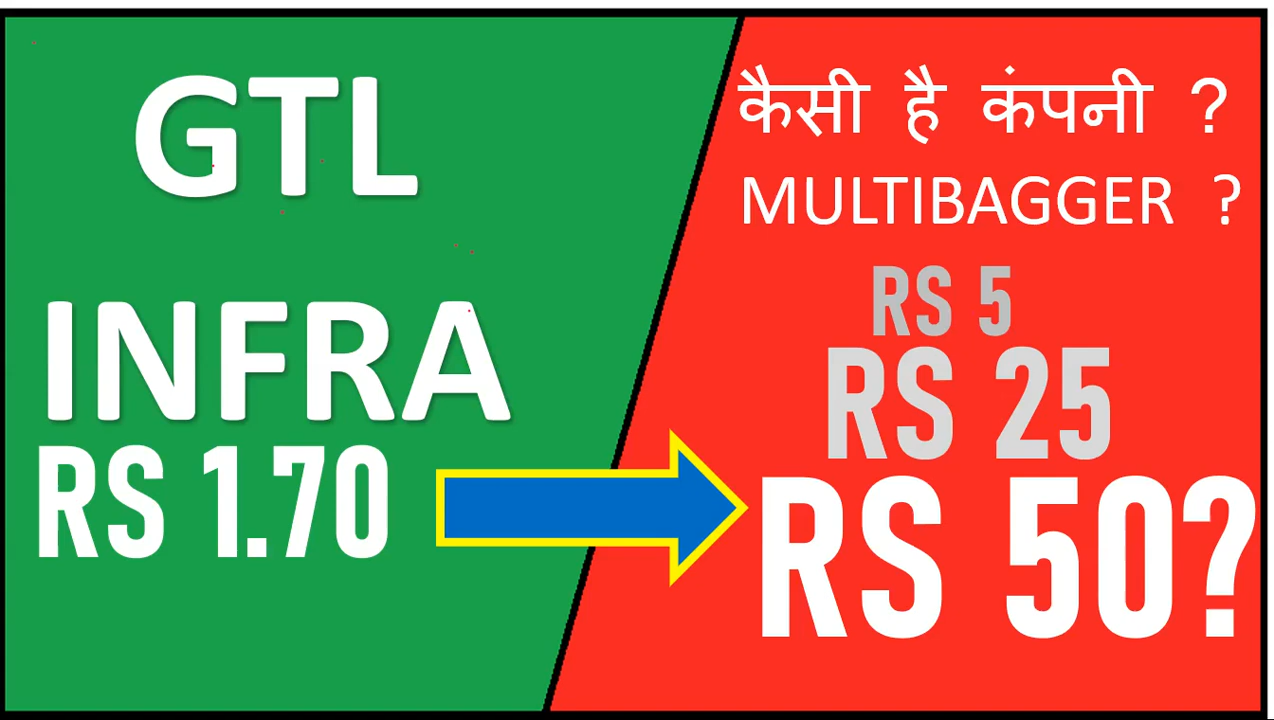 GTL
INFRA
RS 1.70
कैसी है कंपनी ?
MULTIBAGGER ?
RS 5
RS 25
RS 50?